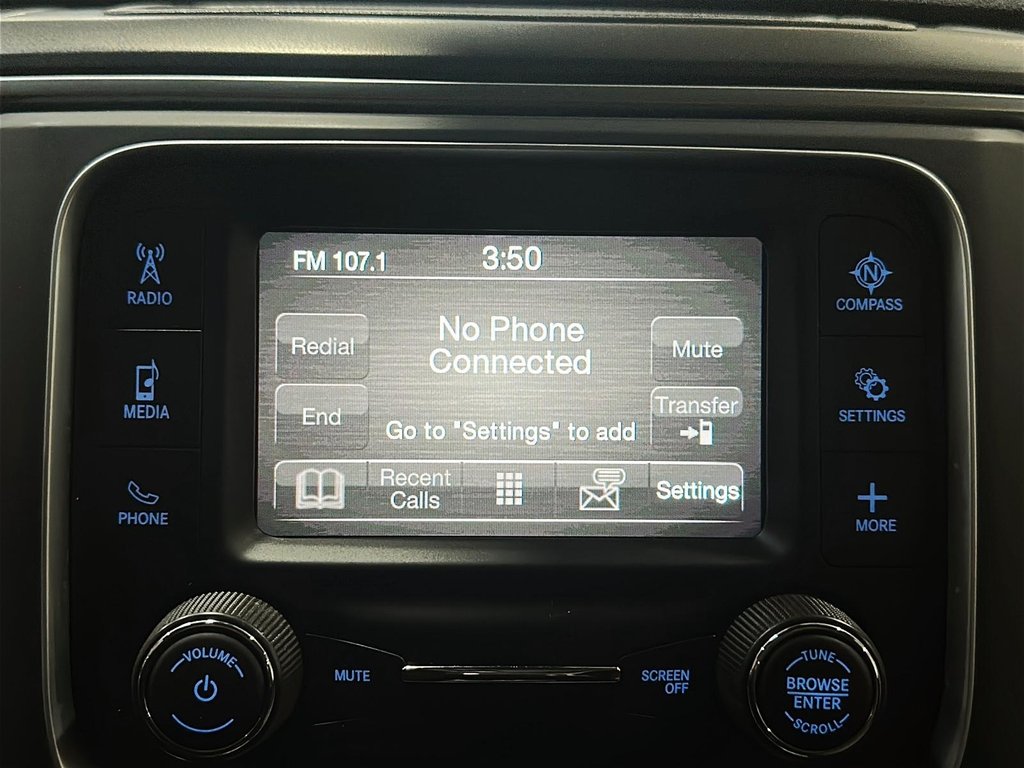 FM 107.1 3:50
RADIO
COMPASS
No Phone
Connected
Redial
Mute
MEDIA
SETTINGS
End
Transfer
Go to "Settings" to add
Recent
Calls
Settings
PHONE
MORE
VOLUME
MUTE
SCREEN
OFF
TUNE
BROWSE
ENTER
SCROLL
N